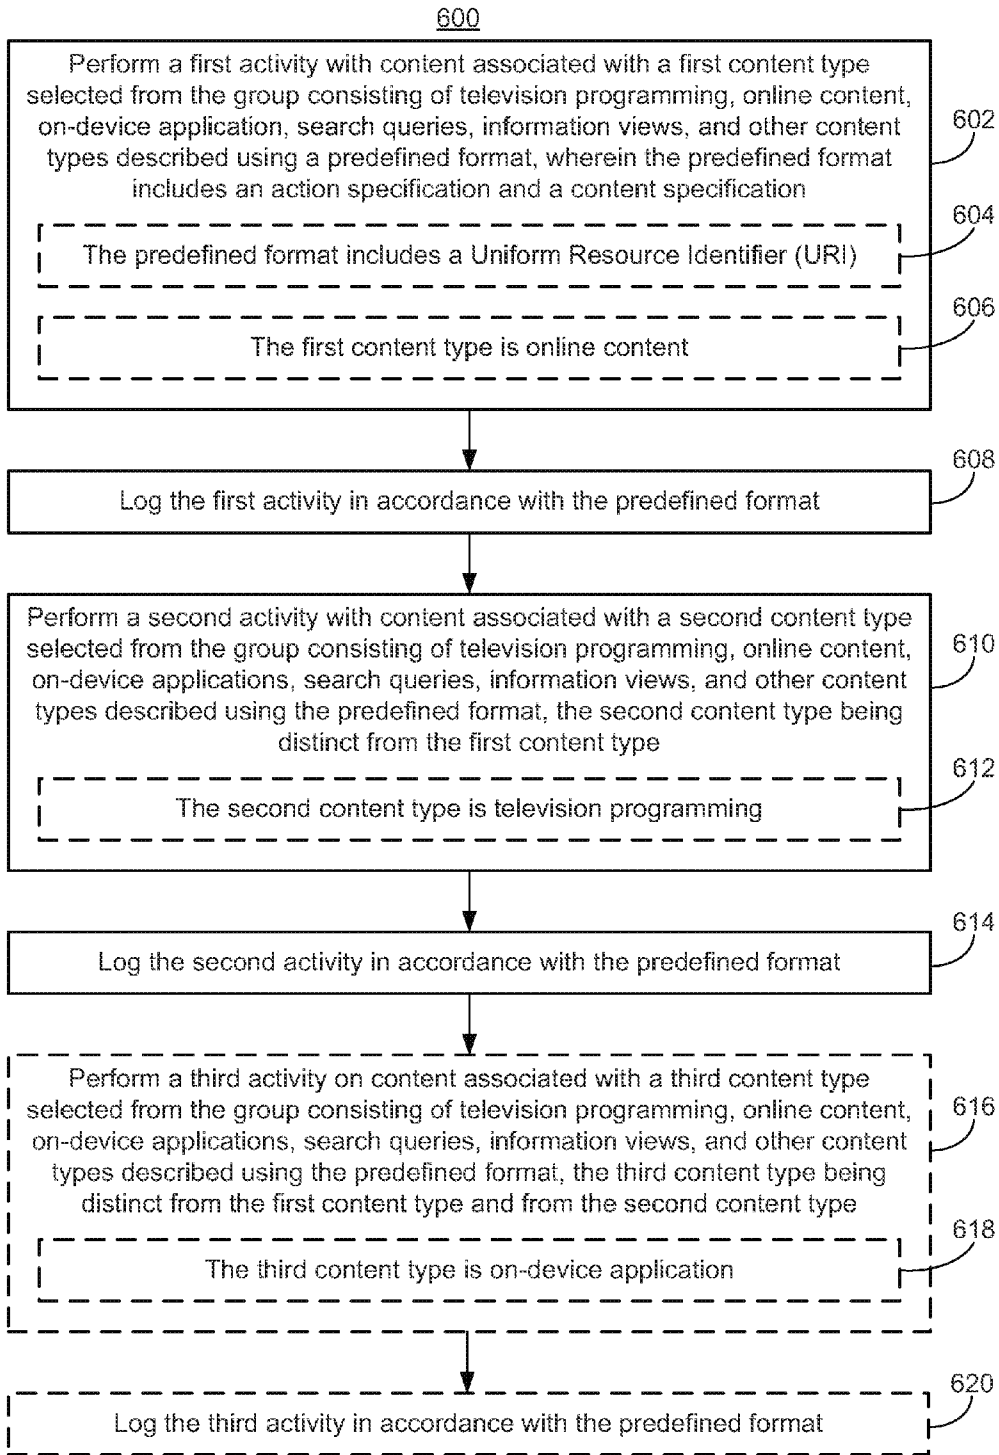 600
Perform a first activity with content associated with a first content type
selected from the group consisting of television programming, online content,
on-device application, search queries, information views, and other content
types described using a predefined format, wherein the predefined format
includes an action specification and a content specification
602
The predefined format includes a Uniform Resource Identifier (URI)
604
The first content type is online content
606
Log the first activity in accordance with the predefined format
608
Perform a second activity with content associated with a second content type
selected from the group consisting of television programming, online content,
on-device applications, search queries, information views, and other content
types described using the predefined format, the second content type being
distinct from the first content type
610
The second content type is television programming
612
Log the second activity in accordance with the predefined format
614
Perform a third activity on content associated with a third content type
selected from the group consisting of television programming, online content,
on-device applications, search queries, information views, and other content
types described using the predefined format, the third content type being
distinct from the first content type and from the second content type
616
The third content type is on-device application
618
Log the third activity in accordance with the predefined format
620